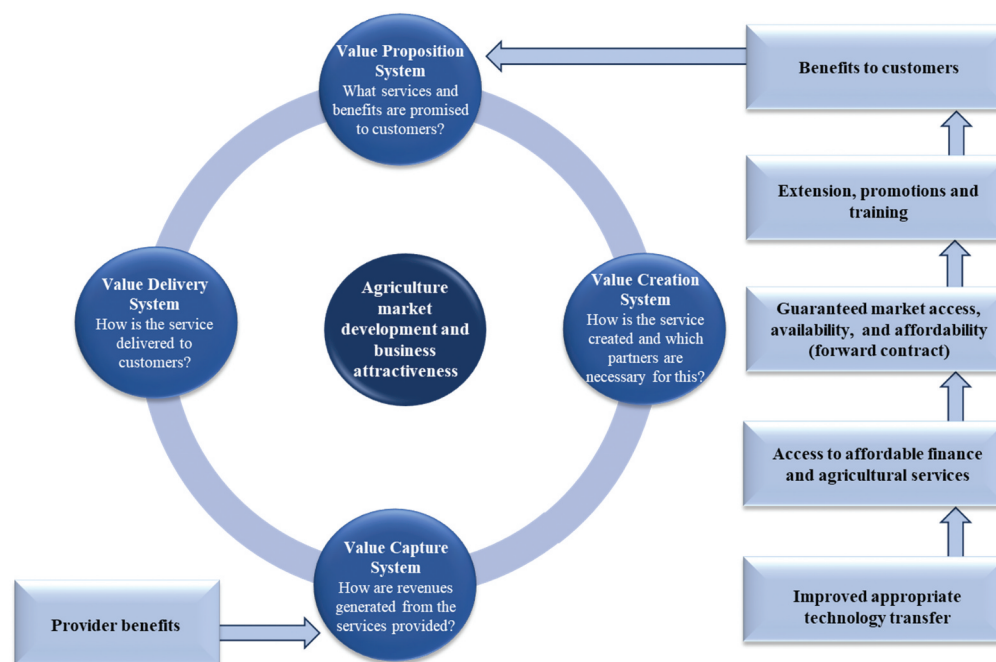 Value Proposition
System
What services and
benefits are promised
to customers?
Benefits to customers
Extension, promotions and
training
Value Delivery
System
How is the service
delivered to
customers?
Agriculture
market
development and
business
attractiveness
Value Creation
System
How is the service
created and which
partners are
necessary for this?
Guaranteed market access,
availability, and affordability
(forward contract)
Access to affordable finance
and agricultural services
Value Capture
System
How are revenues
generated from the
services provided?
Provider benefits
Improved appropriate
technology transfer